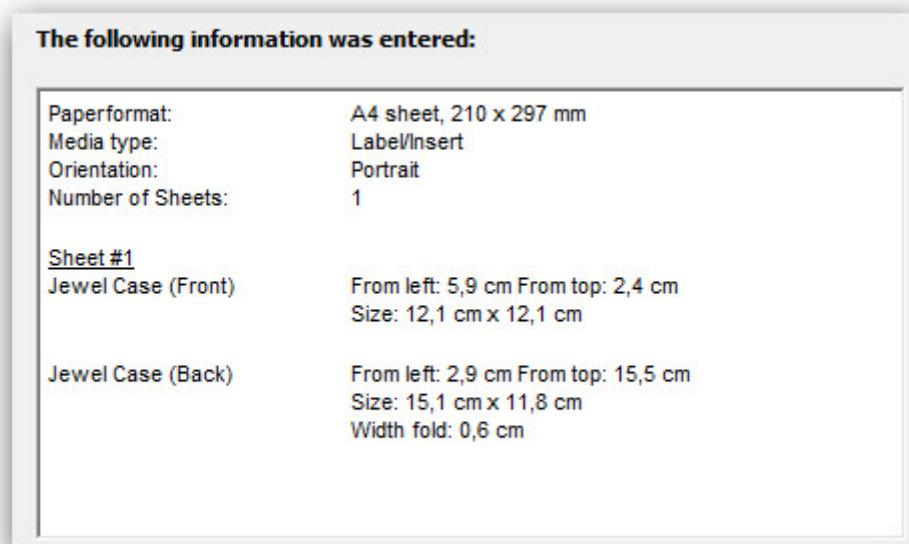 The following information was entered:
Paperformat: A4 sheet, 210 x 297 mm
Media type: Label/Insert
Orientation: Portrait
Number of Sheets: 1
Sheet #1
Jewel Case (Front) From left: 5,9 cm From top: 2,4 cm
Size: 12,1 cm x 12,1 cm
Jewel Case (Back) From left: 2,9 cm From top: 15,5 cm
Size: 15,1 cm x 11,8 cm
Width fold: 0,6 cm